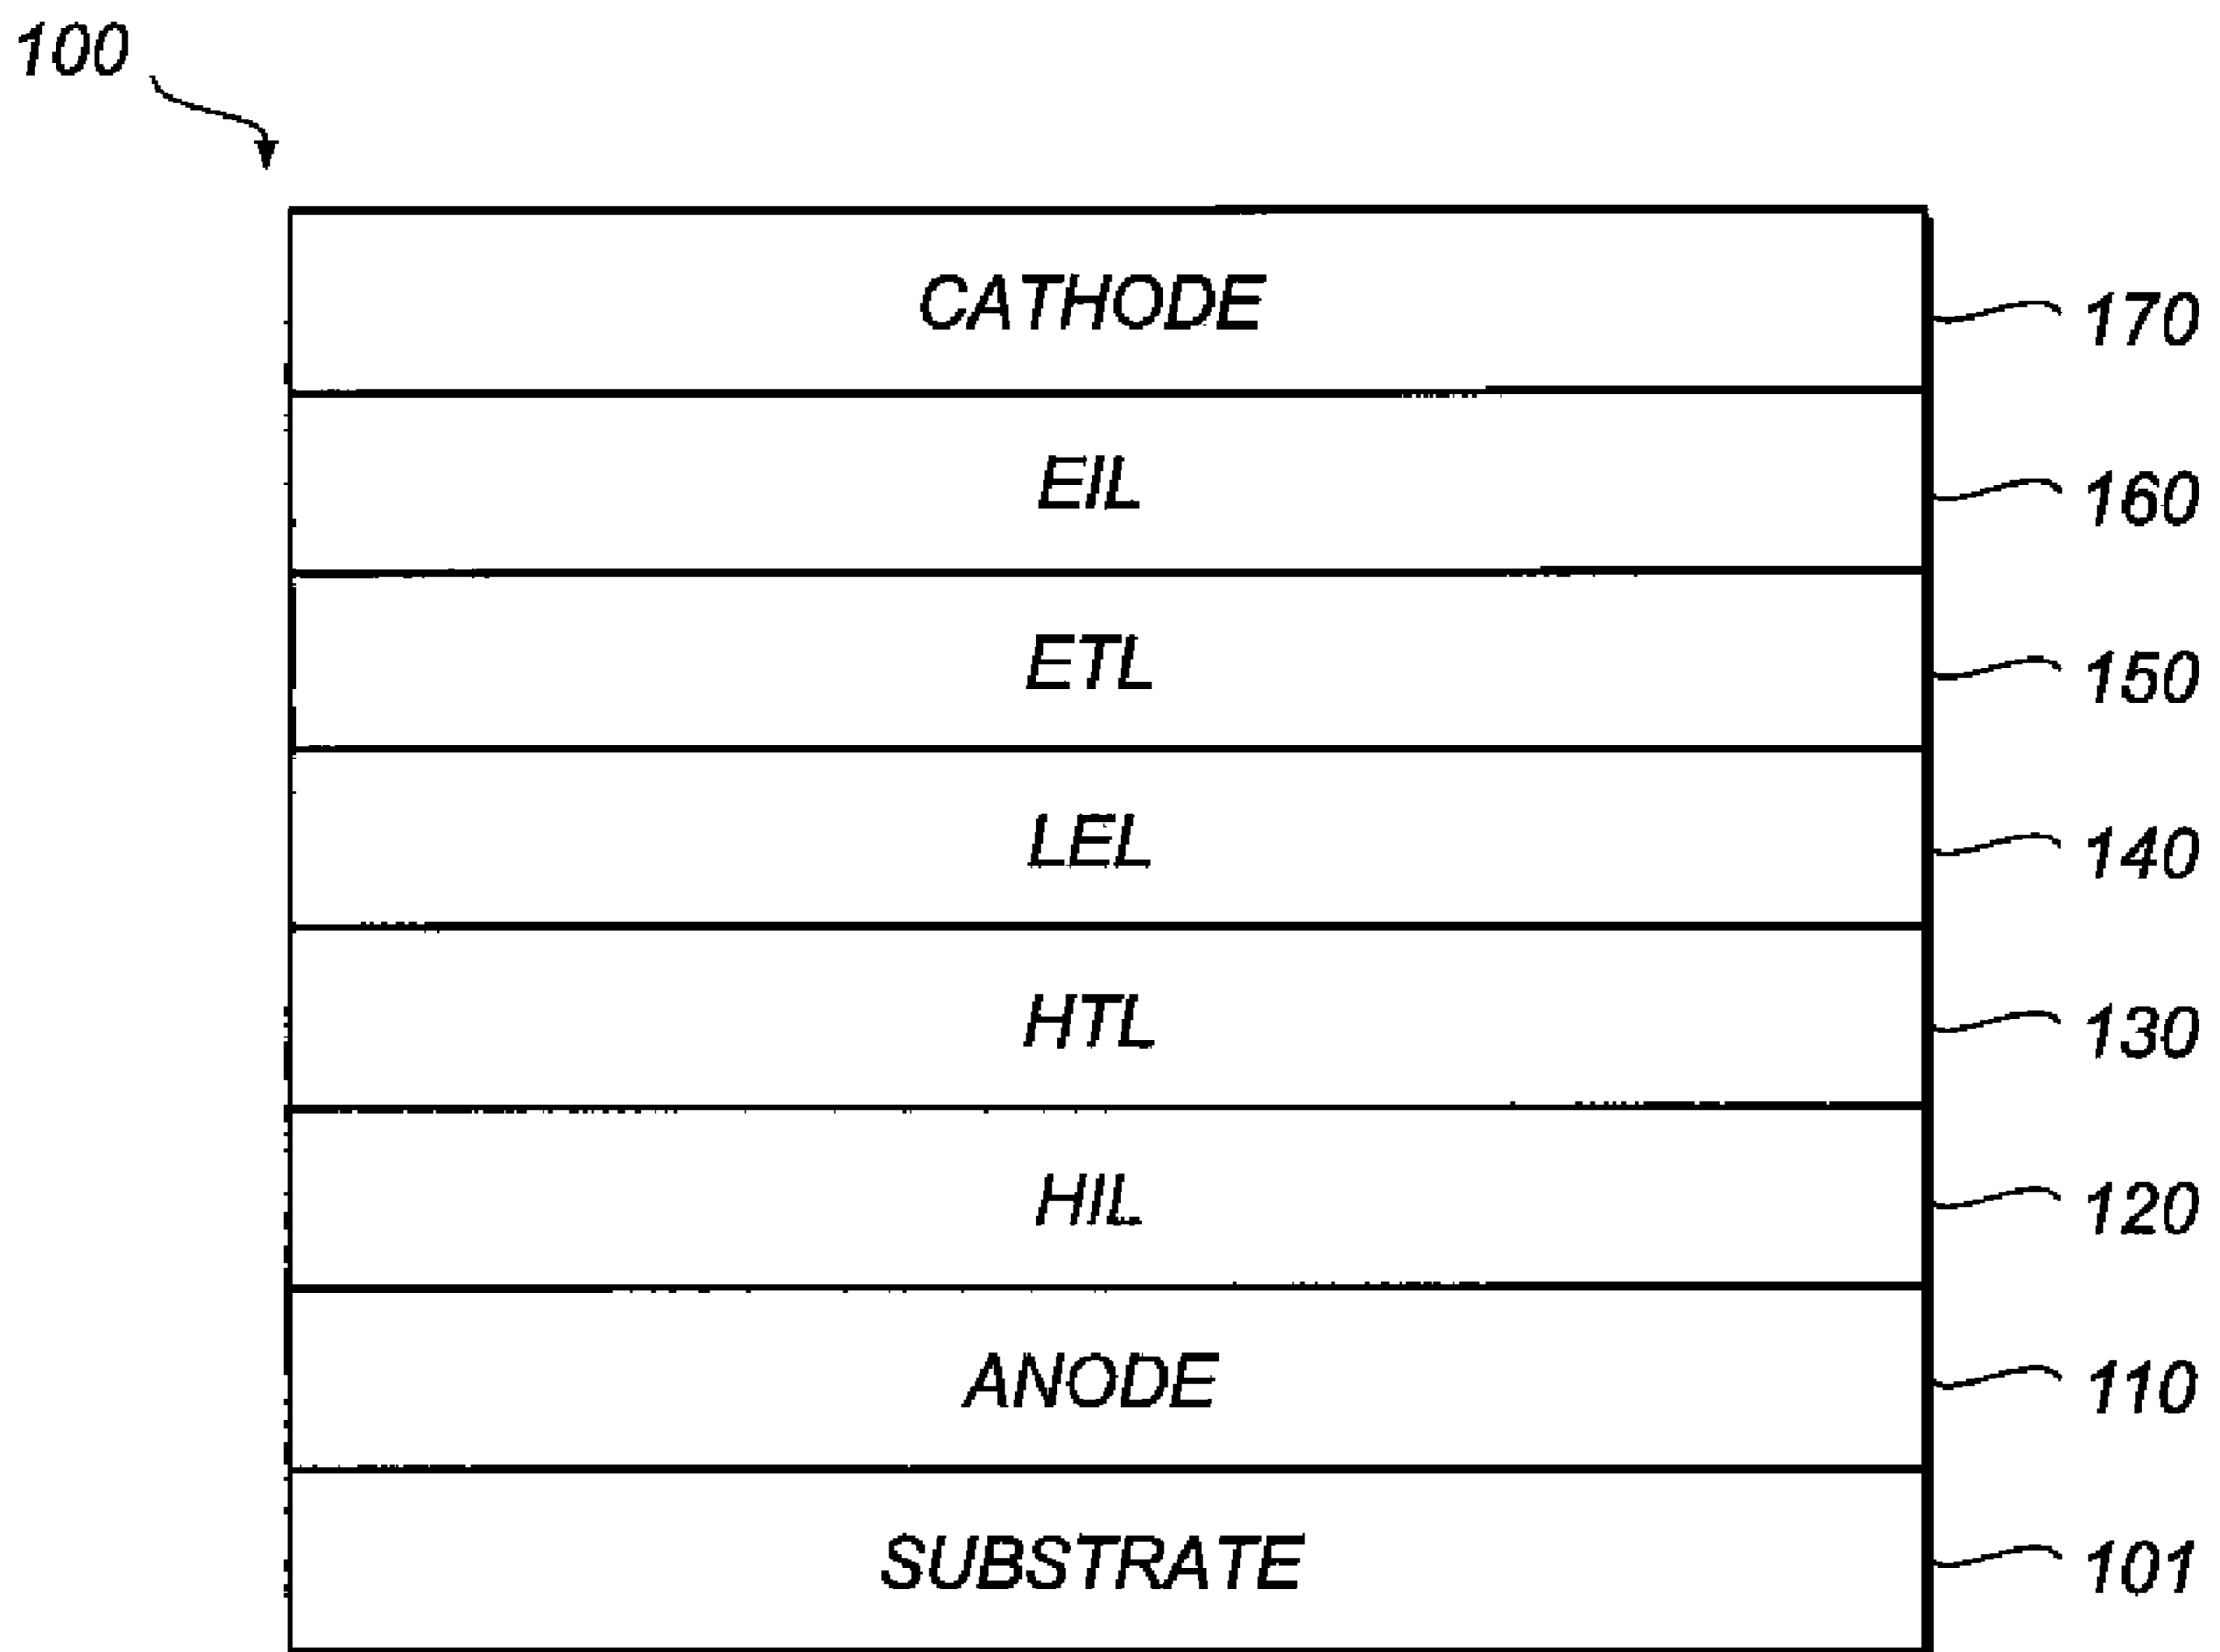 100
CATHODE 170
EIL 160
ETL 150
LEL 140
HTL 130
HIL 120
ANODE 110
SUBSTRATE 101